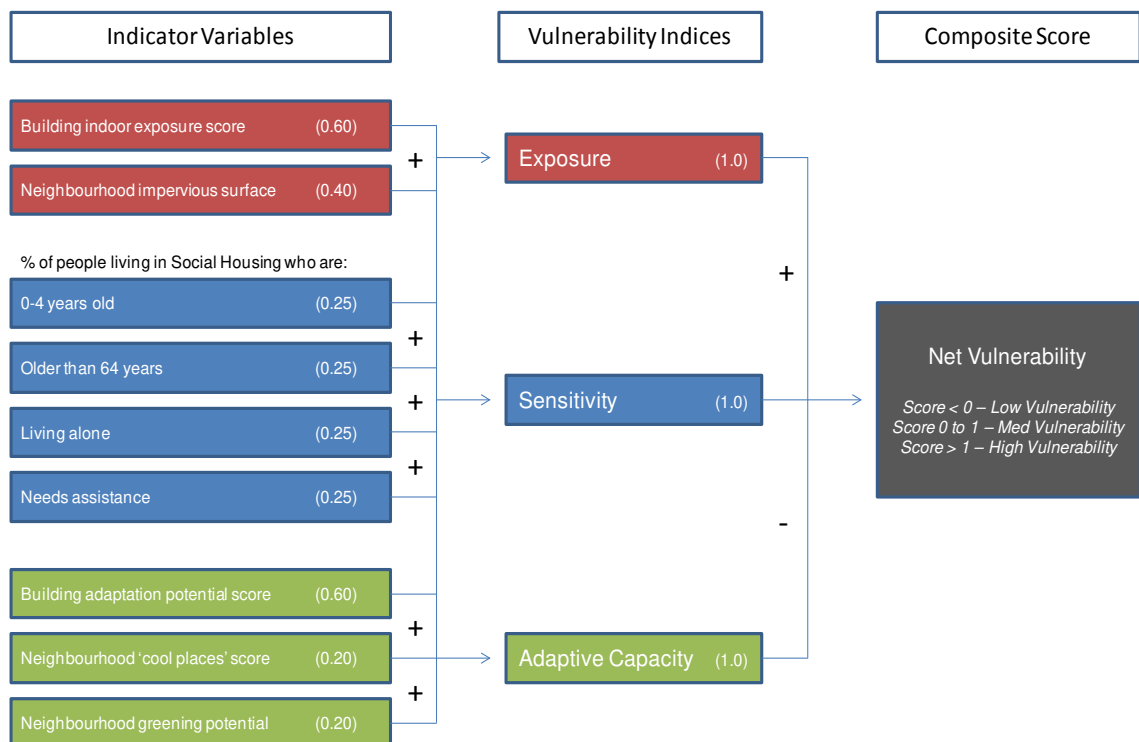 Indicator Variables
Vulnerability Indices
Composite Score
Building indoor exposure score (0.60)
+
Neighbourhood impervious surface (0.40)
Exposure (1.0)
% of people living in Social Housing who are:
0-4 years old (0.25)
+
Older than 64 years (0.25)
+
Living alone (0.25)
+
Needs assistance (0.25)
Sensitivity (1.0)
Building adaptation potential score (0.60)
+
Neighbourhood ‘cool places’ score (0.20)
+
Neighbourhood greening potential (0.20)
Adaptive Capacity (1.0)
+
-
Net Vulnerability
Score < 0 – Low Vulnerability
Score 0 to 1 – Med Vulnerability
Score > 1 – High Vulnerability